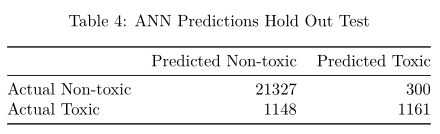 Table 4: ANN Predictions Hold Out Test
Predicted Non-toxic Predicted Toxic
Actual Non-toxic 21327 300
Actual Toxic 1148 1161